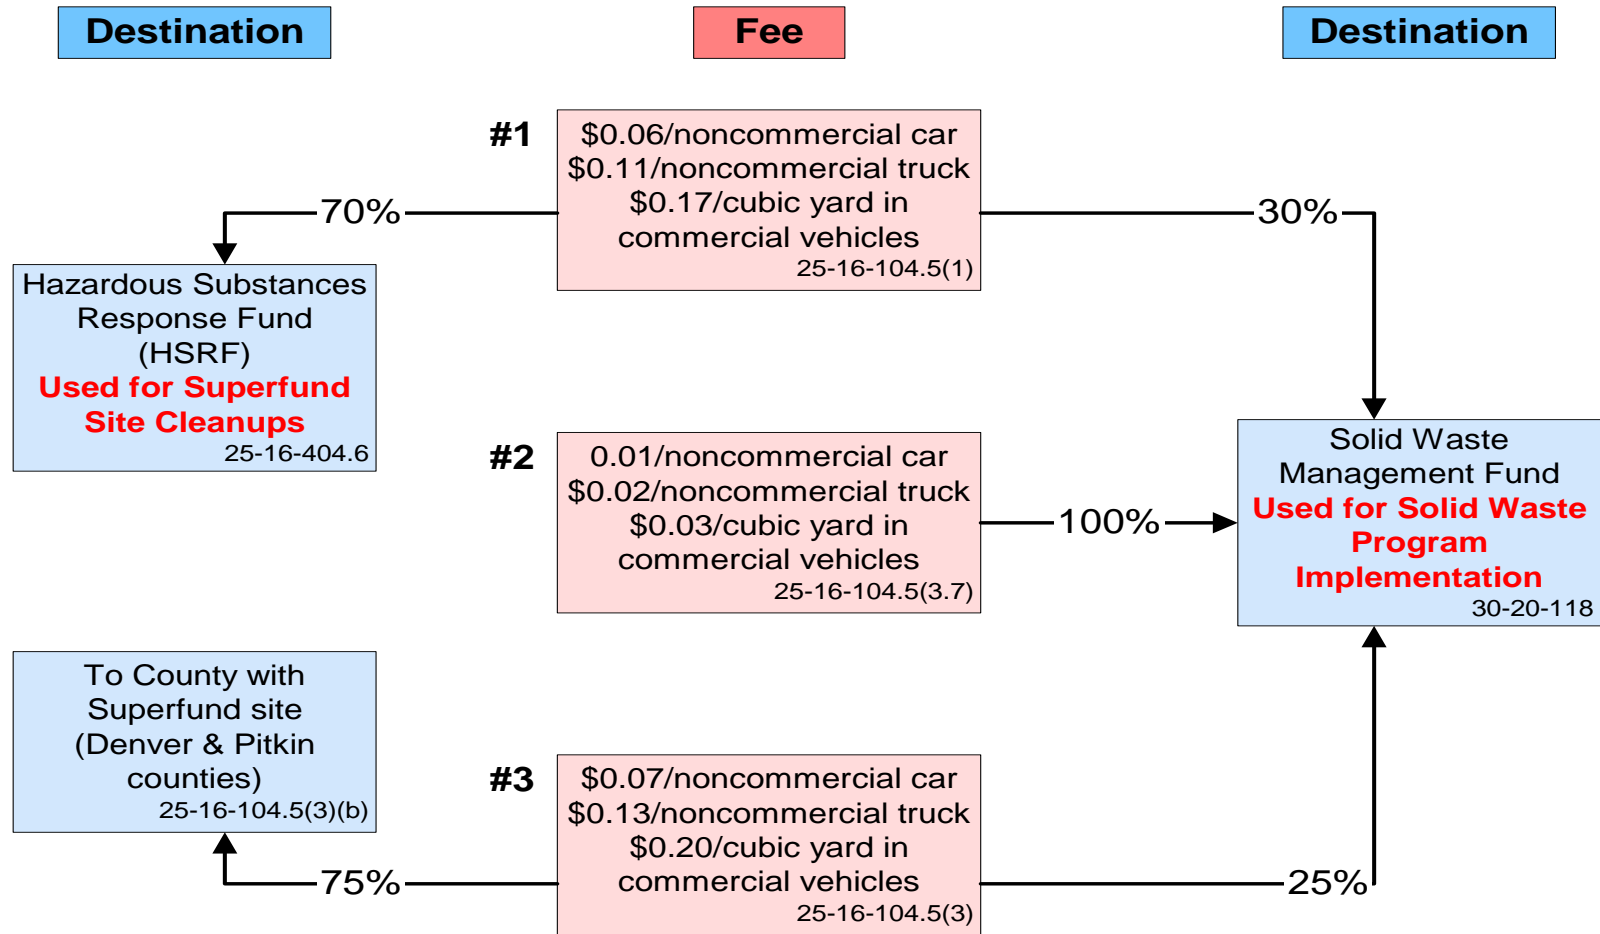 Destination
Fee
Destination
#1
$0.06/noncommercial car
$0.11/noncommercial truck
$0.17/cubic yard in
commercial vehicles
25-16-104.5(1)
70%
30%
Hazardous Substances
Response Fund
(HSRF)
Used for Superfund
Site Cleanups
25-16-404.6
#2
0.01/noncommercial car
$0.02/noncommercial truck
$0.03/cubic yard in
commercial vehicles
25-16-104.5(3.7)
100%
Solid Waste
Management Fund
Used for Solid Waste
Program
Implementation
30-20-118
To County with
Superfund site
(Denver & Pitkin
counties)
25-16-104.5(3)(b)
#3
$0.07/noncommercial car
$0.13/noncommercial truck
$0.20/cubic yard in
commercial vehicles
25-16-104.5(3)
75%
25%